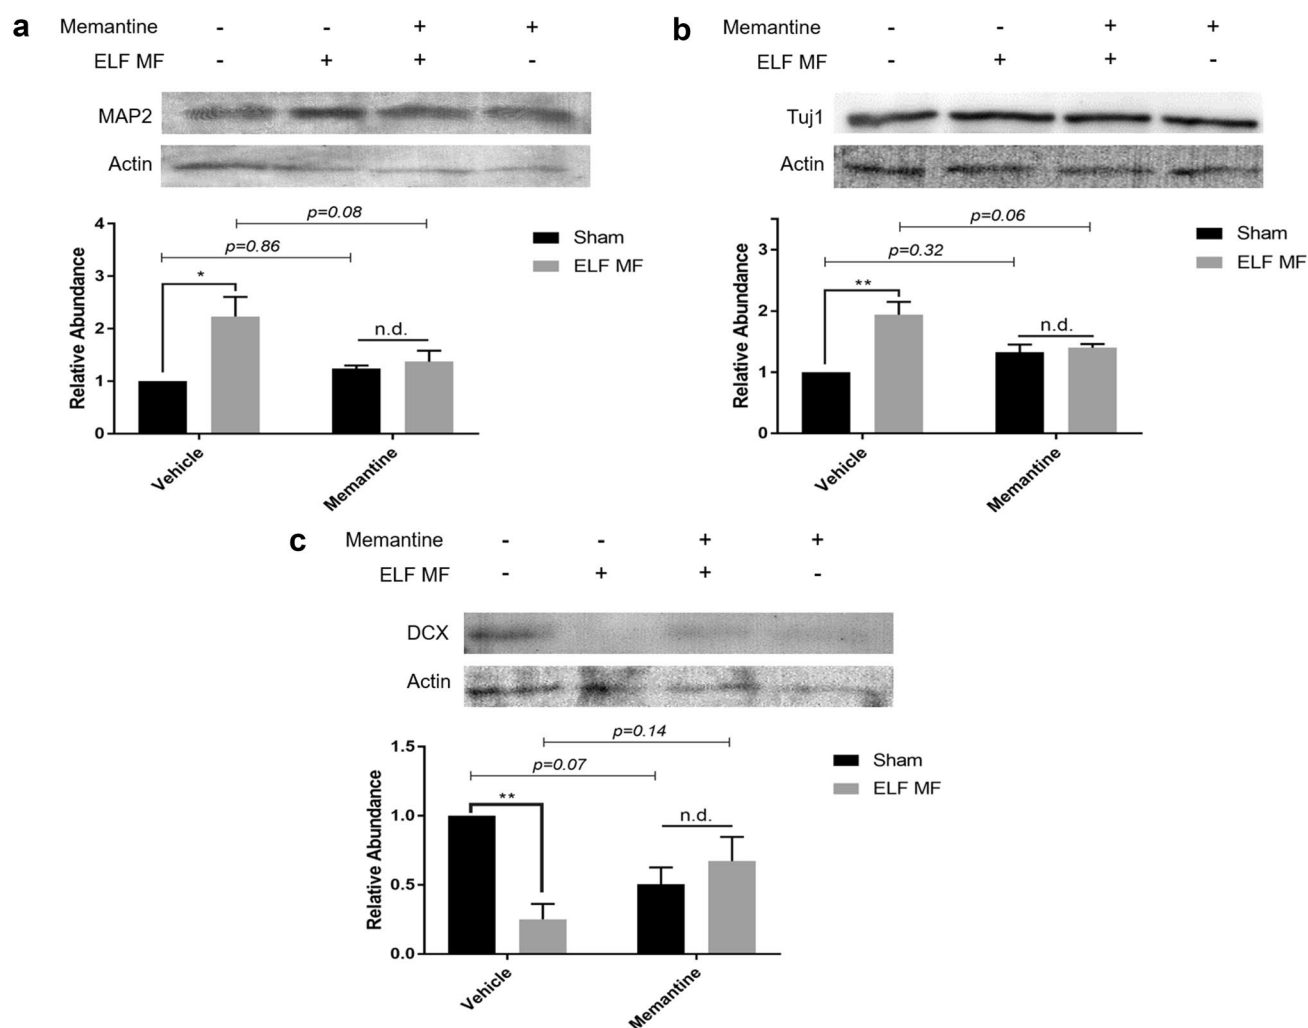 a
Memantine - - + +
ELF MF - + + -
MAP2
Actin
p=0.08
p=0.86
*
n.d.
Sham
ELF MF
Relative Abundance
4
3
2
1
0
Vehicle
Memantine
b
Memantine - - + +
ELF MF - + + -
Tuj1
Actin
p=0.06
p=0.32
**
n.d.
Sham
ELF MF
Relative Abundance
3
2
1
0
Vehicle
Memantine
c
Memantine - - + +
ELF MF - + + -
DCX
Actin
p=0.14
p=0.07
**
n.d.
Sham
ELF MF
Relative Abundance
1.5
1.0
0.5
0.0
Vehicle
Memantine